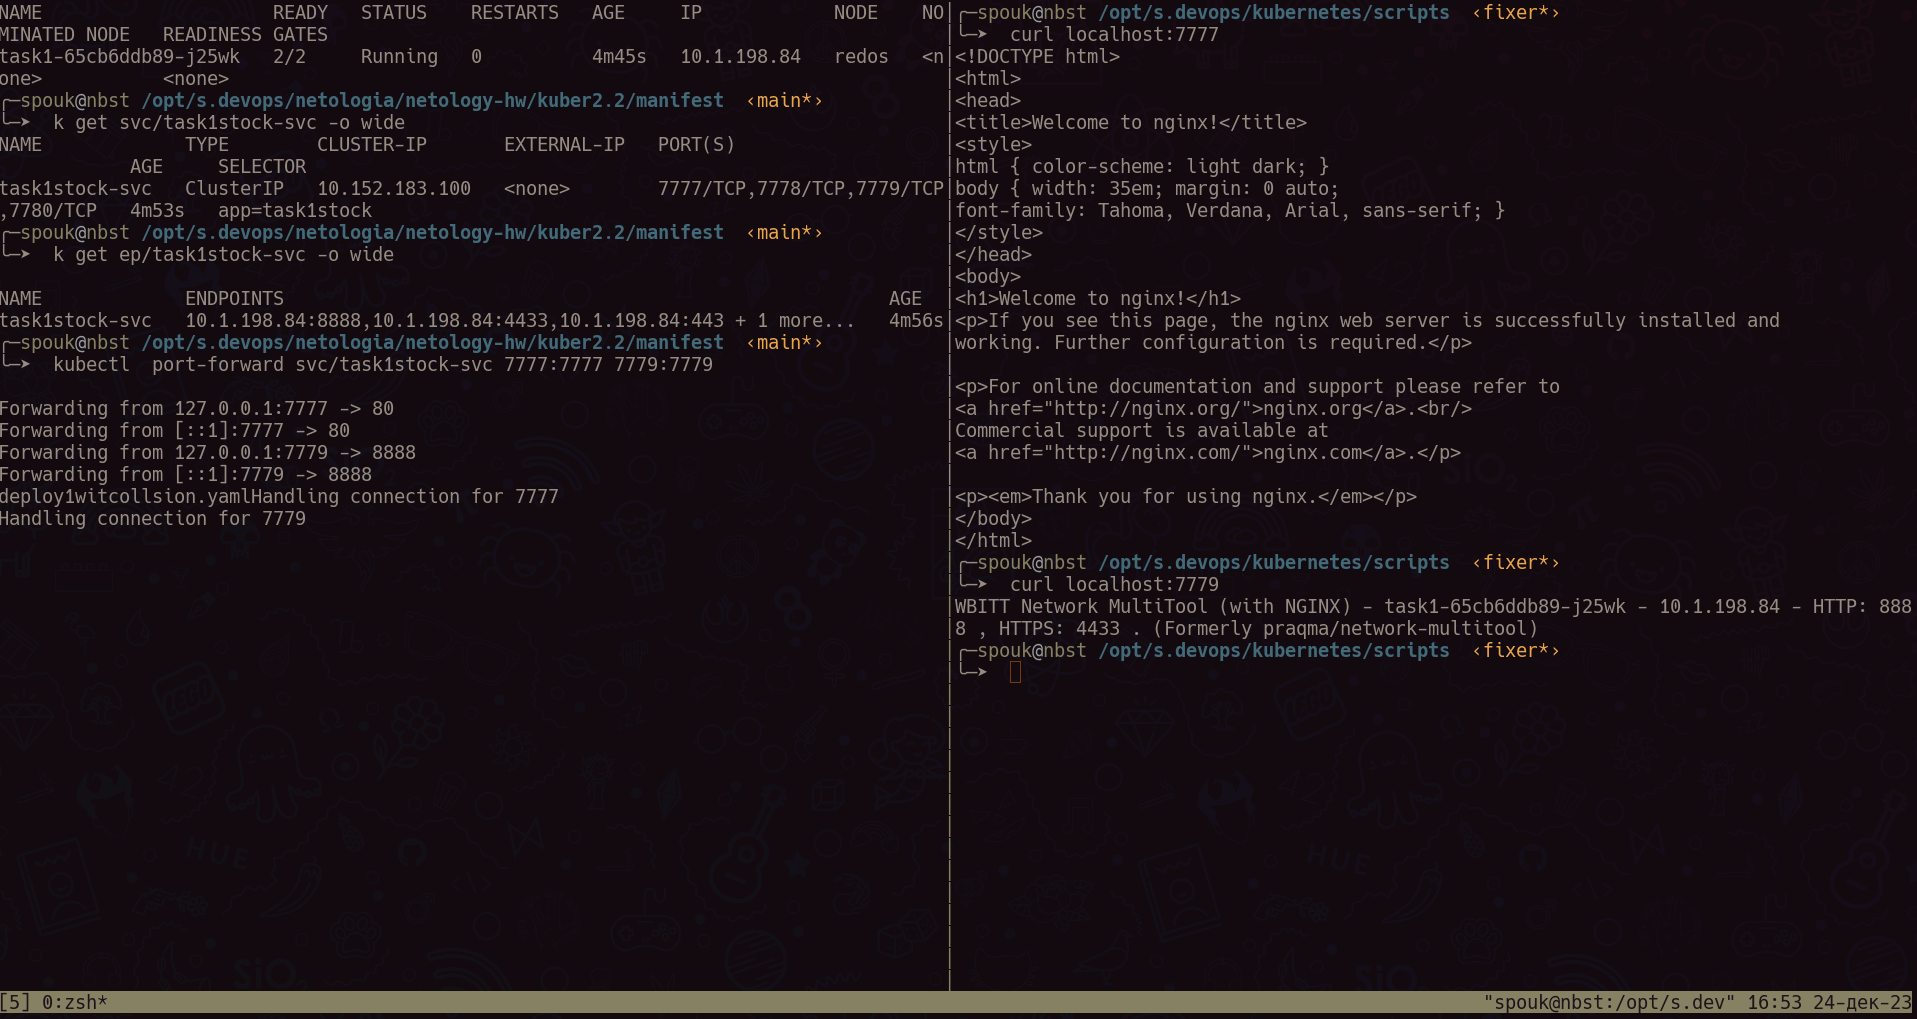 NAME                     READY   STATUS    RESTARTS   AGE     IP            NODE    NO
MINATED NODE   READINESS GATES
task1-65cb6ddb89-j25wk   2/2     Running   0          4m45s   10.1.198.84   redos   <n
one>           <none>
╭─spouk@nbst /opt/s.devops/netologia/netology-hw/kuber2.2/manifest  ‹main*›
╰─➤  k get svc/task1stock-svc -o wide
NAME             TYPE        CLUSTER-IP       EXTERNAL-IP   PORT(S)
            AGE     SELECTOR
task1stock-svc   ClusterIP   10.152.183.100   <none>        7777/TCP,7778/TCP,7779/TCP
,7780/TCP   4m53s   app=task1stock
╭─spouk@nbst /opt/s.devops/netologia/netology-hw/kuber2.2/manifest  ‹main*›
╰─➤  k get ep/task1stock-svc -o wide
NAME             ENDPOINTS                                                       AGE
task1stock-svc   10.1.198.84:8888,10.1.198.84:4433,10.1.198.84:443 + 1 more...   4m56s
╭─spouk@nbst /opt/s.devops/netologia/netology-hw/kuber2.2/manifest  ‹main*›
╰─➤  kubectl  port-forward svc/task1stock-svc 7777:7777 7779:7779
Forwarding from 127.0.0.1:7777 -> 80
Forwarding from [::1]:7777 -> 80
Forwarding from 127.0.0.1:7779 -> 8888
Forwarding from [::1]:7779 -> 8888
deploy1witcollsion.yamlHandling connection for 7777
Handling connection for 7779
╭─spouk@nbst /opt/s.devops/kubernetes/scripts  ‹fixer*›
╰─➤  curl localhost:7777
<!DOCTYPE html>
<html>
<head>
<title>Welcome to nginx!</title>
<style>
html { color-scheme: light dark; }
body { width: 35em; margin: 0 auto;
font-family: Tahoma, Verdana, Arial, sans-serif; }
</style>
</head>
<body>
<h1>Welcome to nginx!</h1>
<p>If you see this page, the nginx web server is successfully installed and
working. Further configuration is required.</p>
<p>For online documentation and support please refer to
<a href="http://nginx.org/">nginx.org</a>.<br/>
Commercial support is available at
<a href="http://nginx.com/">nginx.com</a>.</p>
<p><em>Thank you for using nginx.</em></p>
</body>
</html>
╭─spouk@nbst /opt/s.devops/kubernetes/scripts  ‹fixer*›
╰─➤  curl localhost:7779
WBITT Network MultiTool (with NGINX) - task1-65cb6ddb89-j25wk - 10.1.198.84 - HTTP: 888
8 , HTTPS: 4433 . (Formerly praqma/network-multitool)
╭─spouk@nbst /opt/s.devops/kubernetes/scripts  ‹fixer*›
╰─➤
[5] 0:zsh*
"spouk@nbst:/opt/s.dev" 16:53 24-дек-23